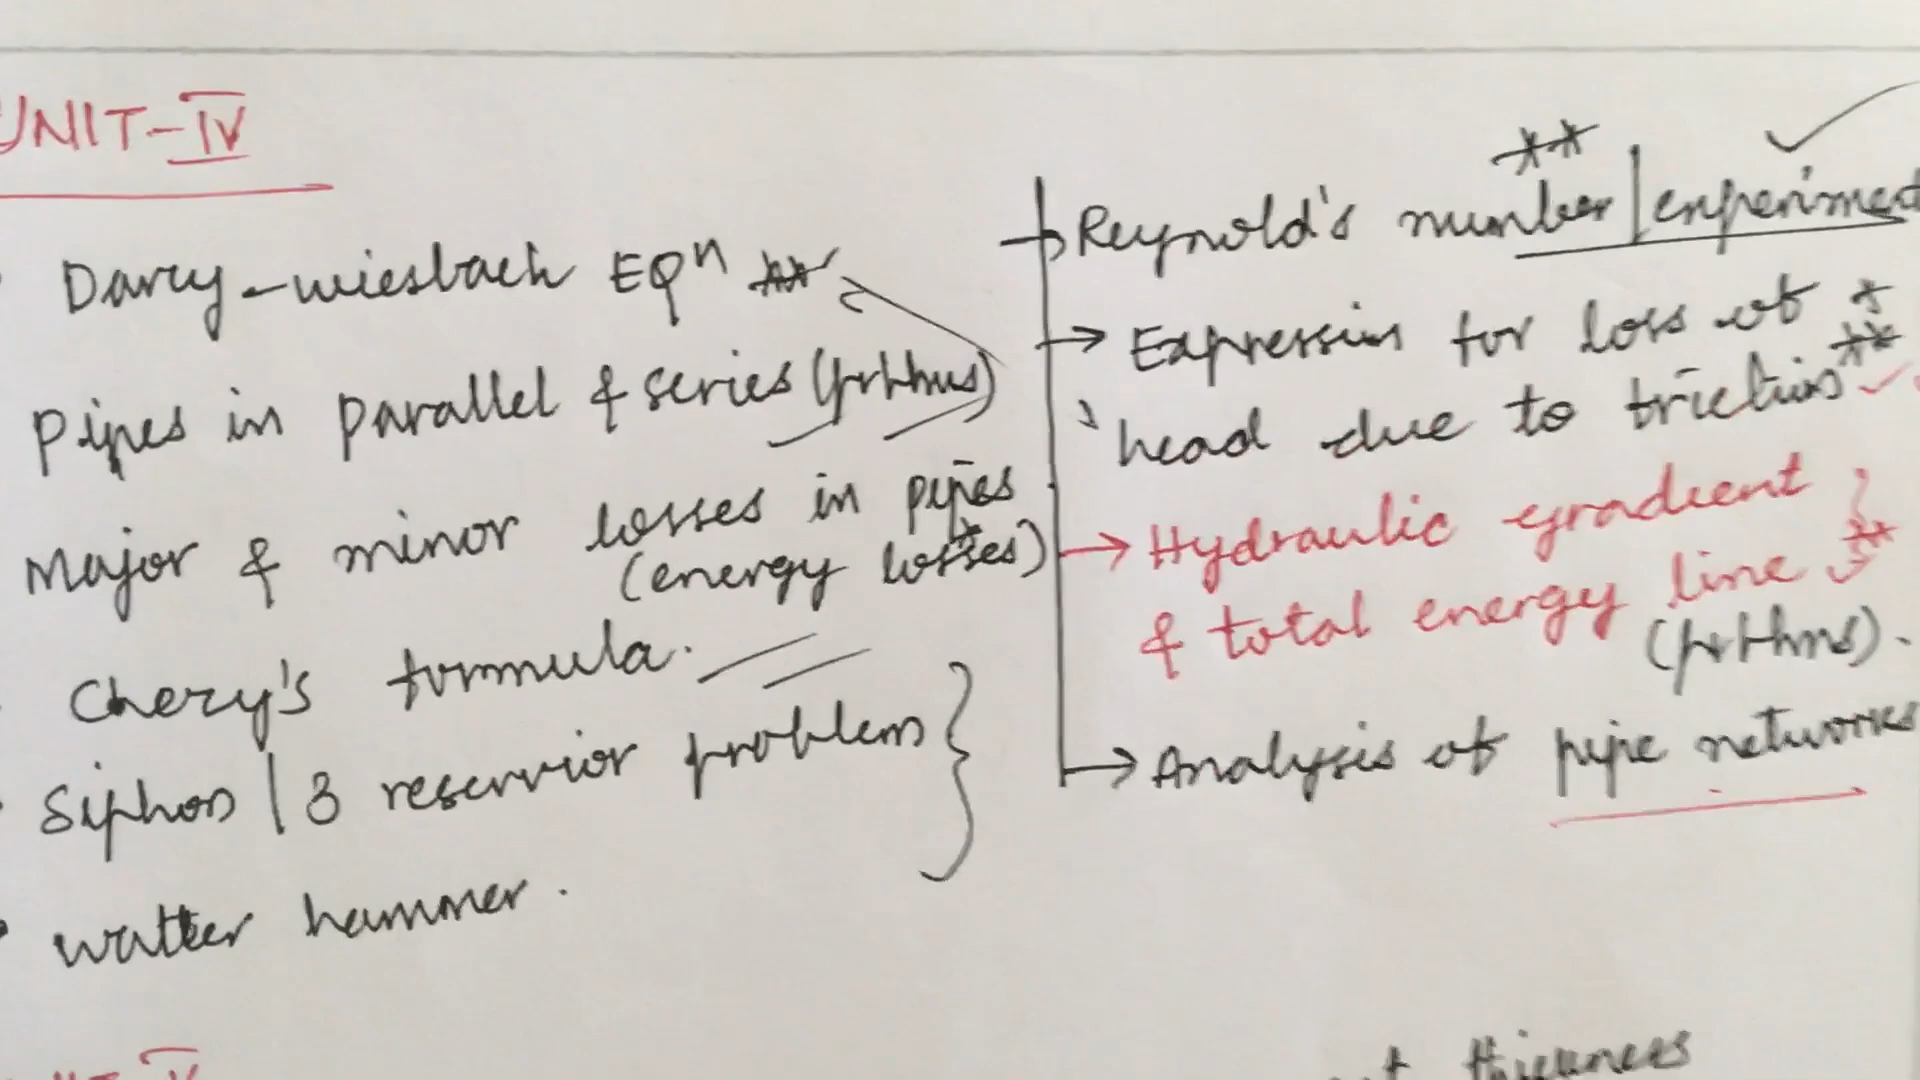 UNIT-IV
Darcy-wiesbach EQⁿ **
Pipes in parallel & series (prblms)
Major & minor losses in pipes
(energy losses)
Chezy's formula.
Siphon | 3 reservior problem
watter hammer.
Reynold's number | experiment **
→ Expression for loss of *
head due to friction **
→ Hydraulic gradient
& total energy line **
(prblms).
→ Analysis of pipe networks
V
thickness